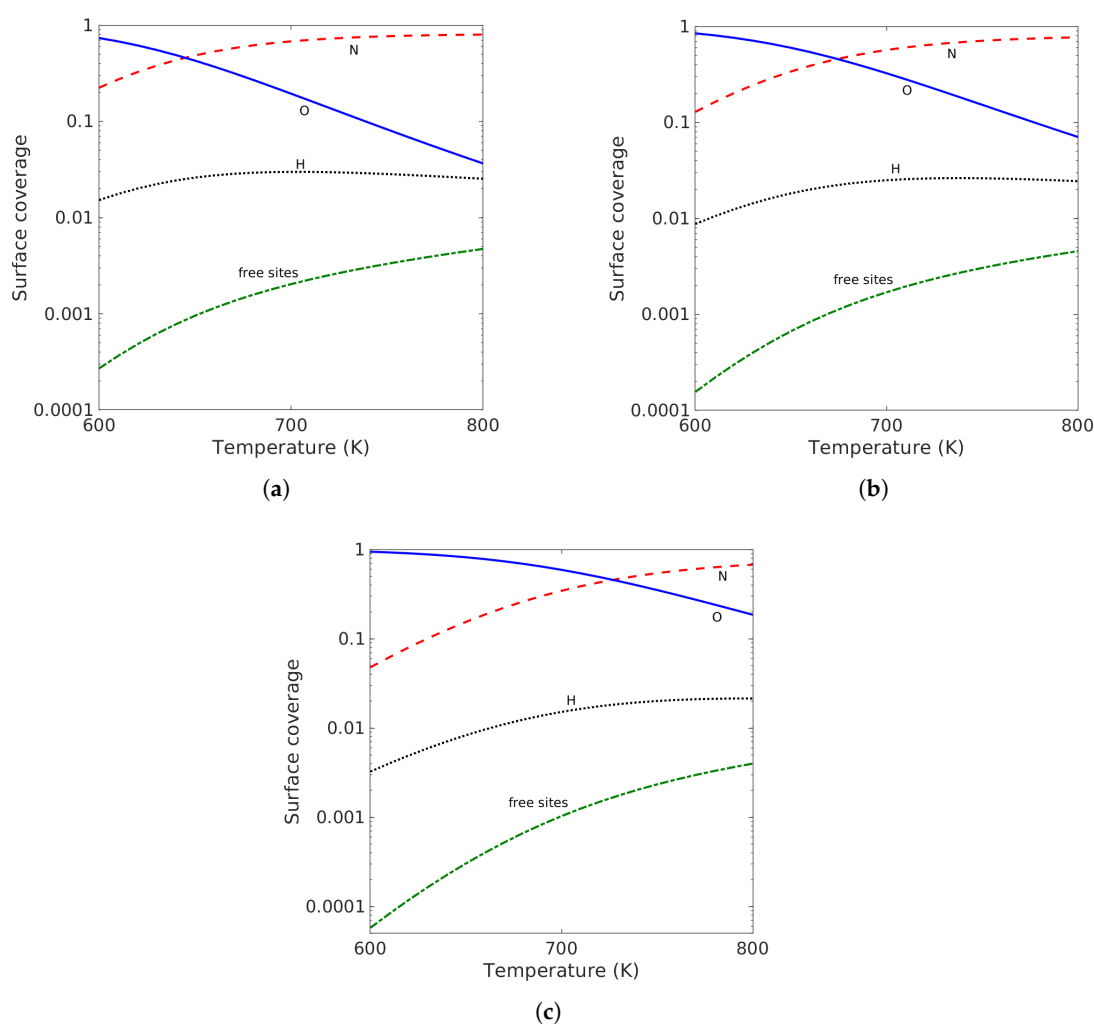 1
0.1
0.01
0.001
0.0001
Surface coverage
N
O
H
free sites
600 700 800
Temperature (K)
(a)
1
0.1
0.01
0.001
0.0001
Surface coverage
N
O
H
free sites
600 700 800
Temperature (K)
(b)
1
0.1
0.01
0.001
0.0001
Surface coverage
N
O
H
free sites
600 700 800
Temperature (K)
(c)